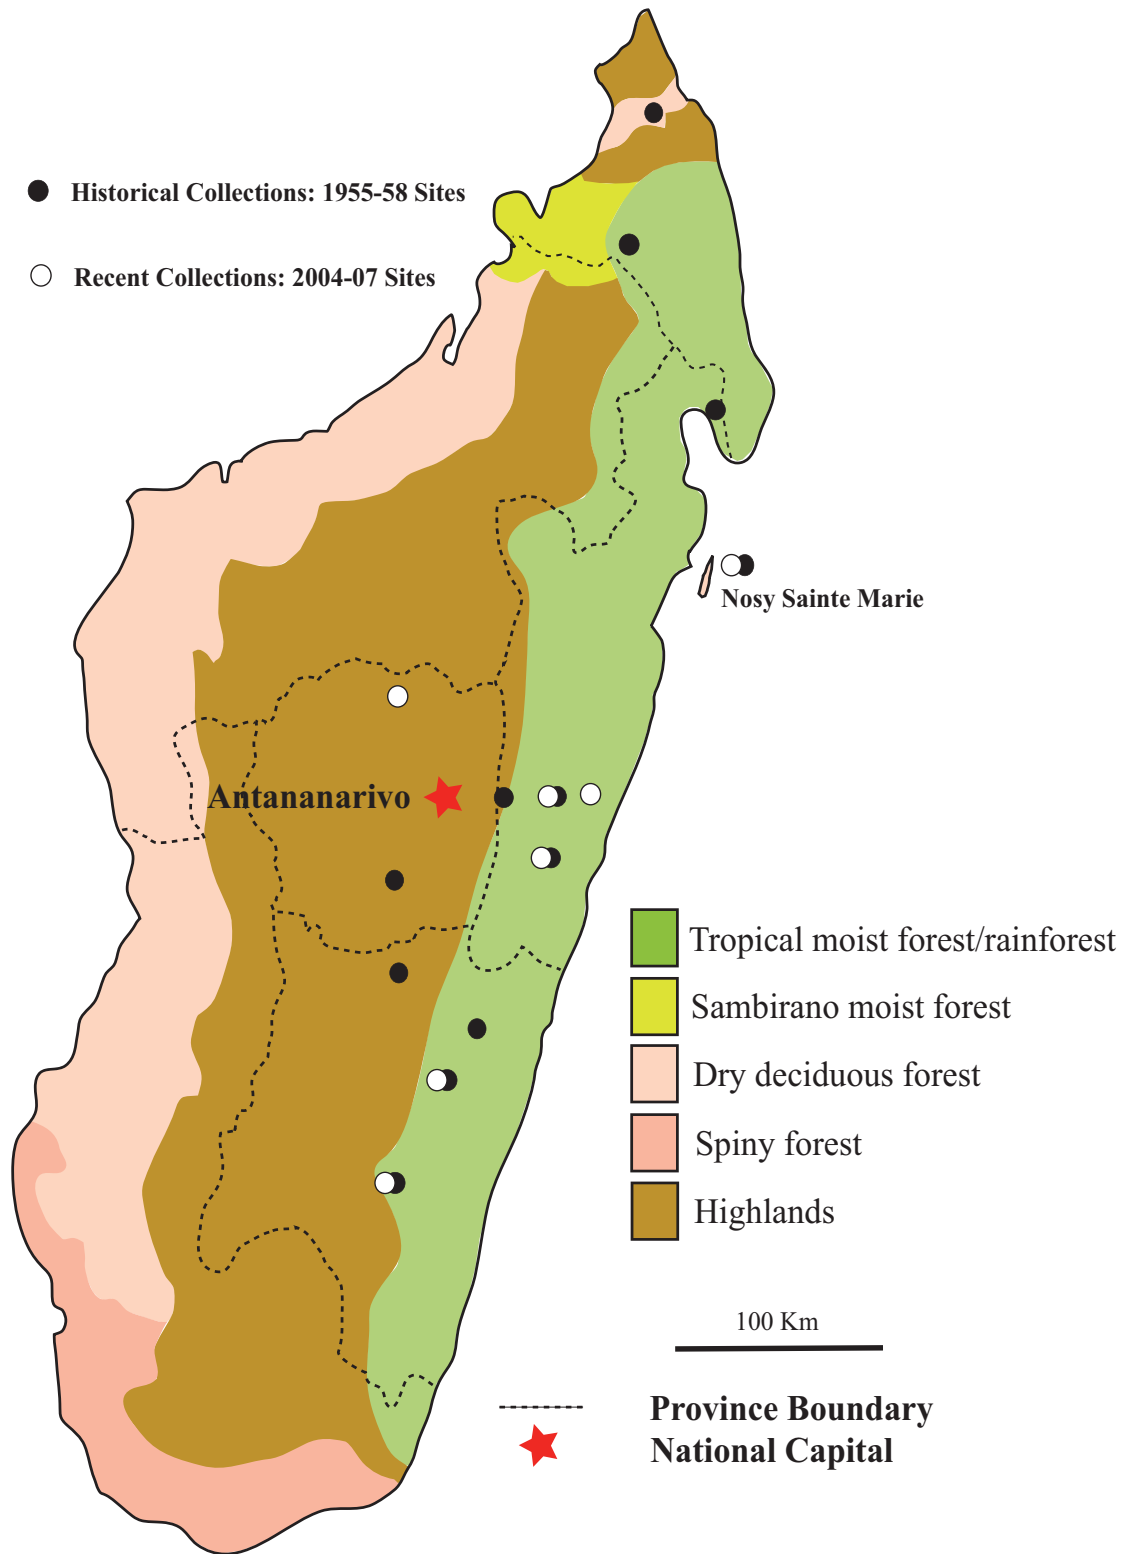 Historical Collections: 1955-58 Sites
Recent Collections: 2004-07 Sites
Nosy Sainte Marie
Antananarivo
Tropical moist forest/rainforest
Sambirano moist forest
Dry deciduous forest
Spiny forest
Highlands
100 Km
Province Boundary
National Capital